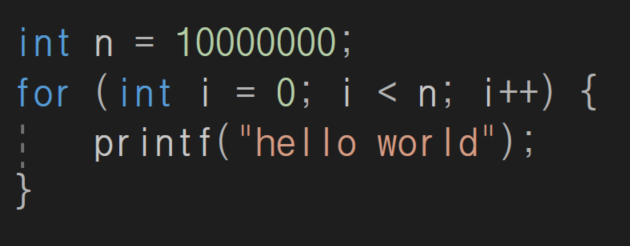 int n = 10000000;
for (int i = 0; i < n; i++) {
    printf("hello world");
}